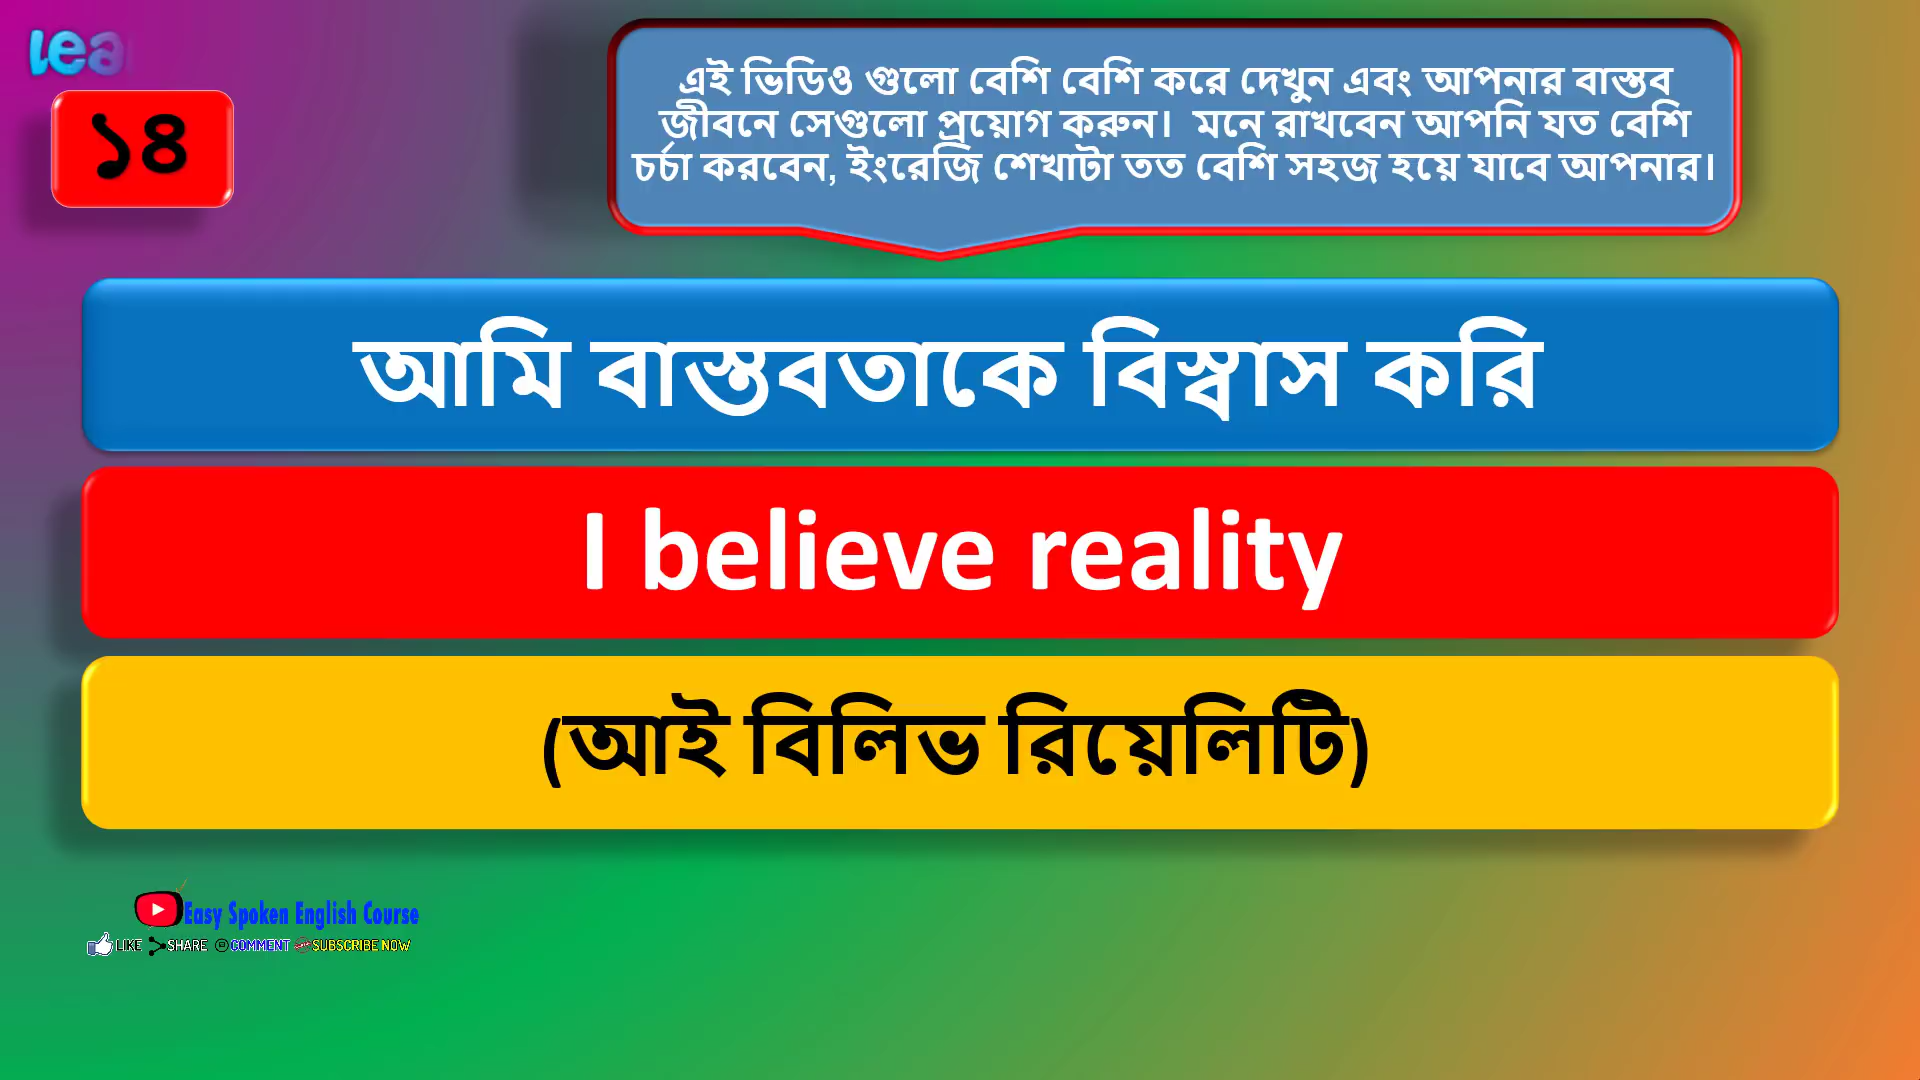 ১৪
এই ভিডিও গুলো বেশি বেশি করে দেখুন এবং আপনার বাস্তব
জীবনে সেগুলো প্রয়োগ করুন। মনে রাখবেন আপনি যত বেশি
চর্চা করবেন, ইংরেজি শেখাটা তত বেশি সহজ হয়ে যাবে আপনার।
আমি বাস্তবতাকে বিশ্বাস করি
I believe reality
(আই বিলিভ রিয়েলিটি)
Easy Spoken English Course
LIKE SHARE COMMENT SUBSCRIBE NOW